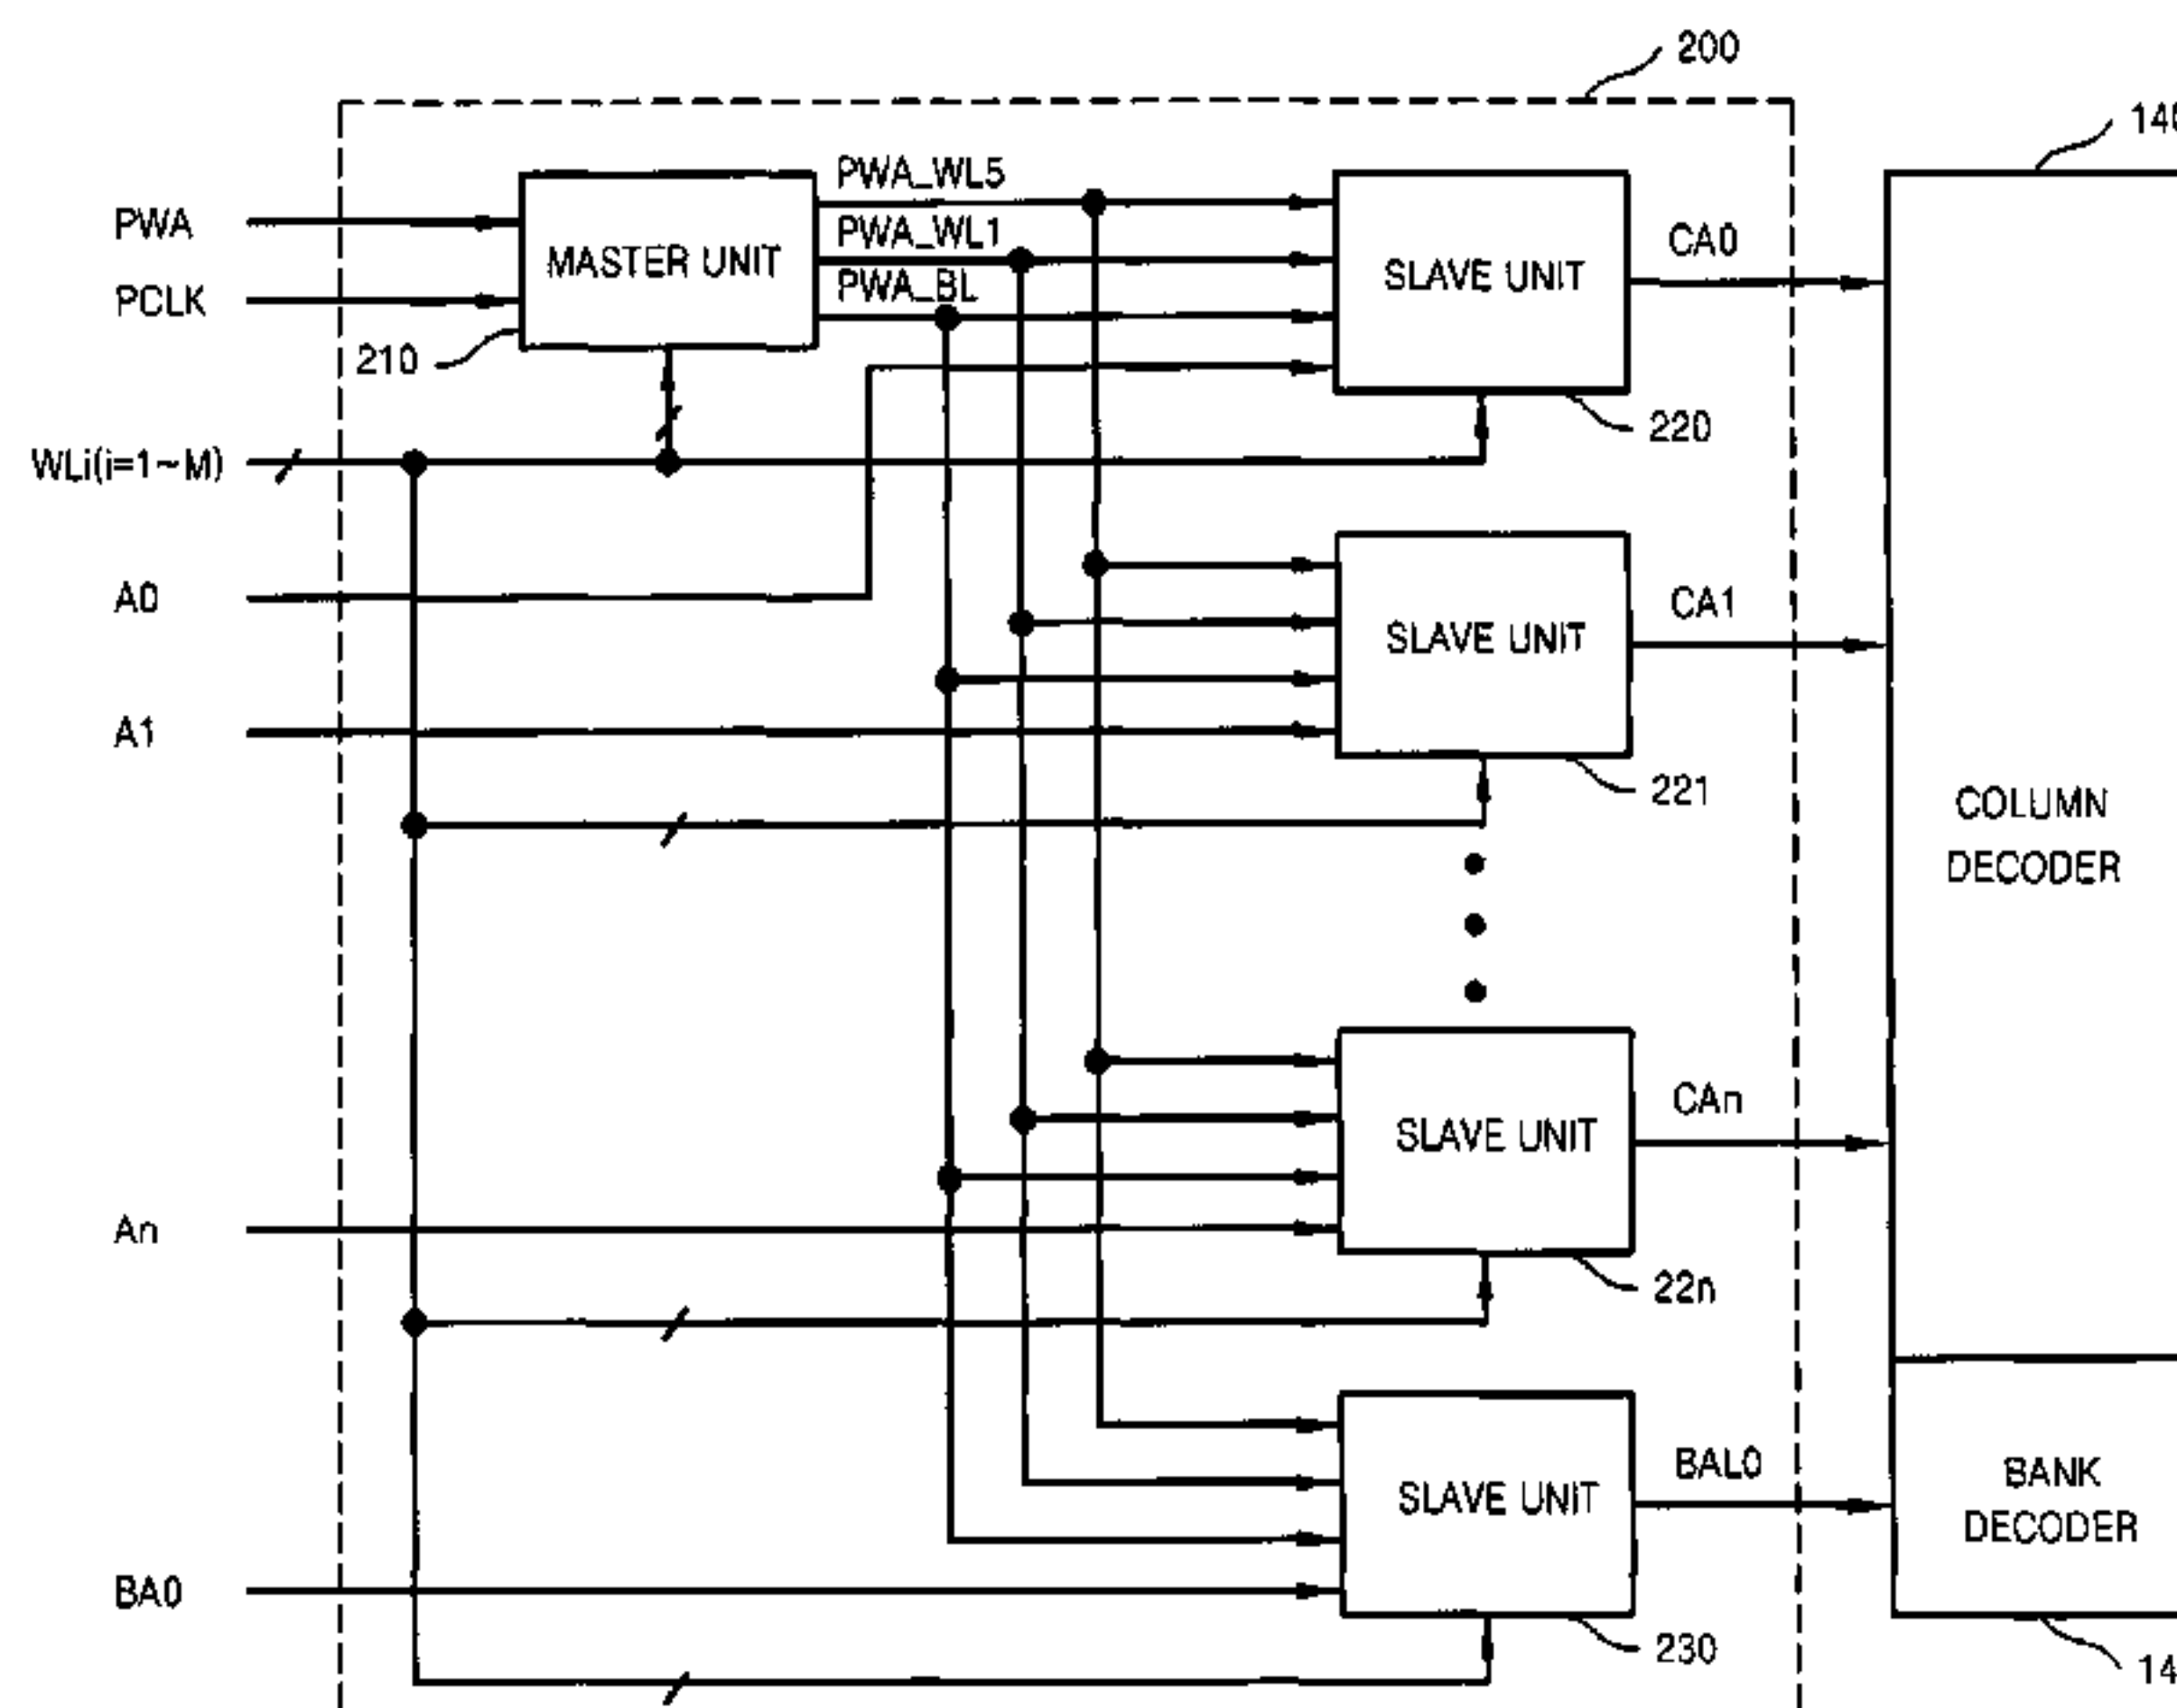 200
140
PWA_WL5
PWA
PWA_WL1
MASTER UNIT
SLAVE UNIT
CA0
PWA_BL
PCLK
210
220
WLi(i=1~M)
A0
SLAVE UNIT
CA1
A1
221
COLUMN
DECODER
SLAVE UNIT
CAn
An
22n
SLAVE UNIT
BAL0
BANK
DECODER
BA0
230
14